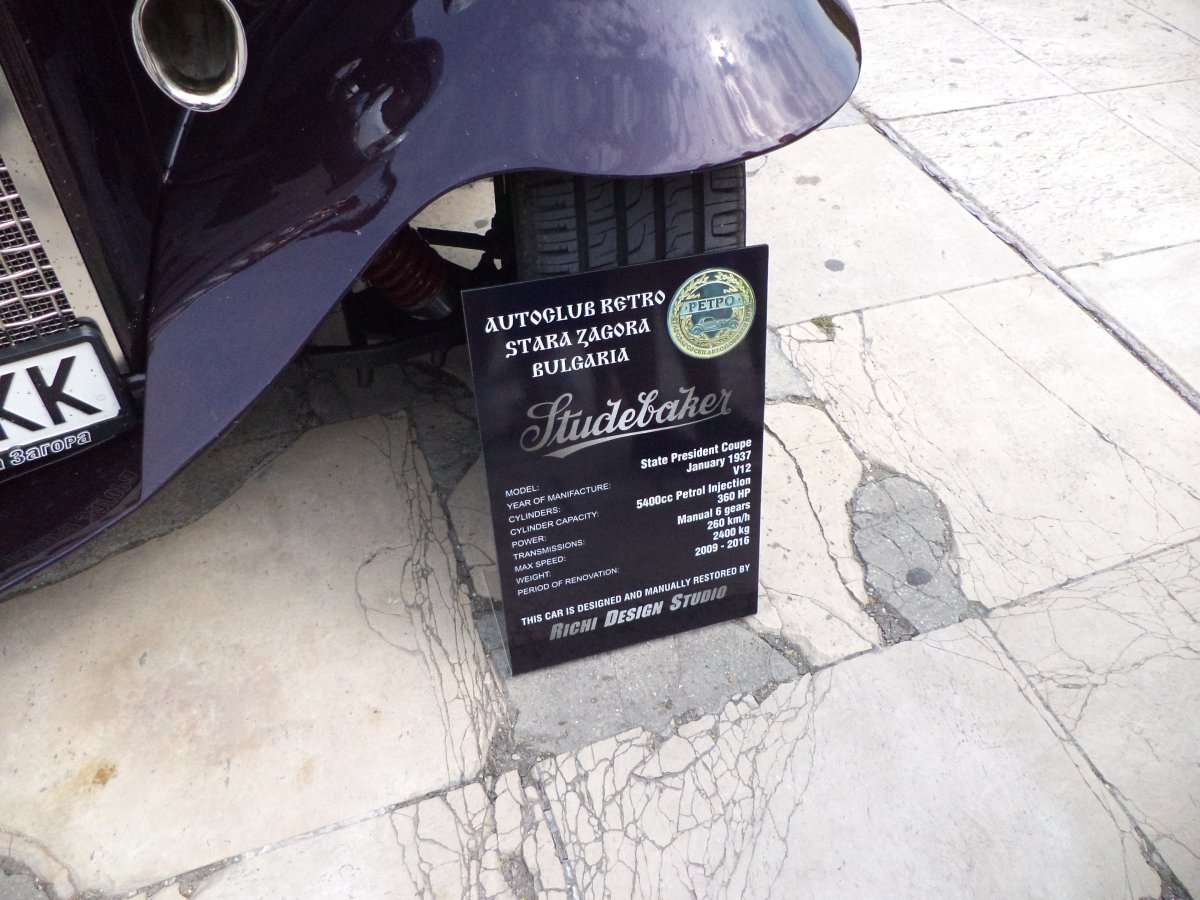 AUTOCLUB RETRO
STARA ZAGORA
BULGARIA
РЕТРО
Studebaker
MODEL: State President Coupe
YEAR OF MANIFACTURE: January 1937
CYLINDERS: V12
CYLINDER CAPACITY: 5400cc Petrol Injection
POWER: 360 HP
TRANSMISSIONS: Manual 6 gears
MAX SPEED: 260 km/h
WEIGHT: 2400 kg
PERIOD OF RENOVATION: 2009 - 2016
THIS CAR IS DESIGNED AND MANUALLY RESTORED BY
RICHI DESIGN STUDIO
KK
Загора